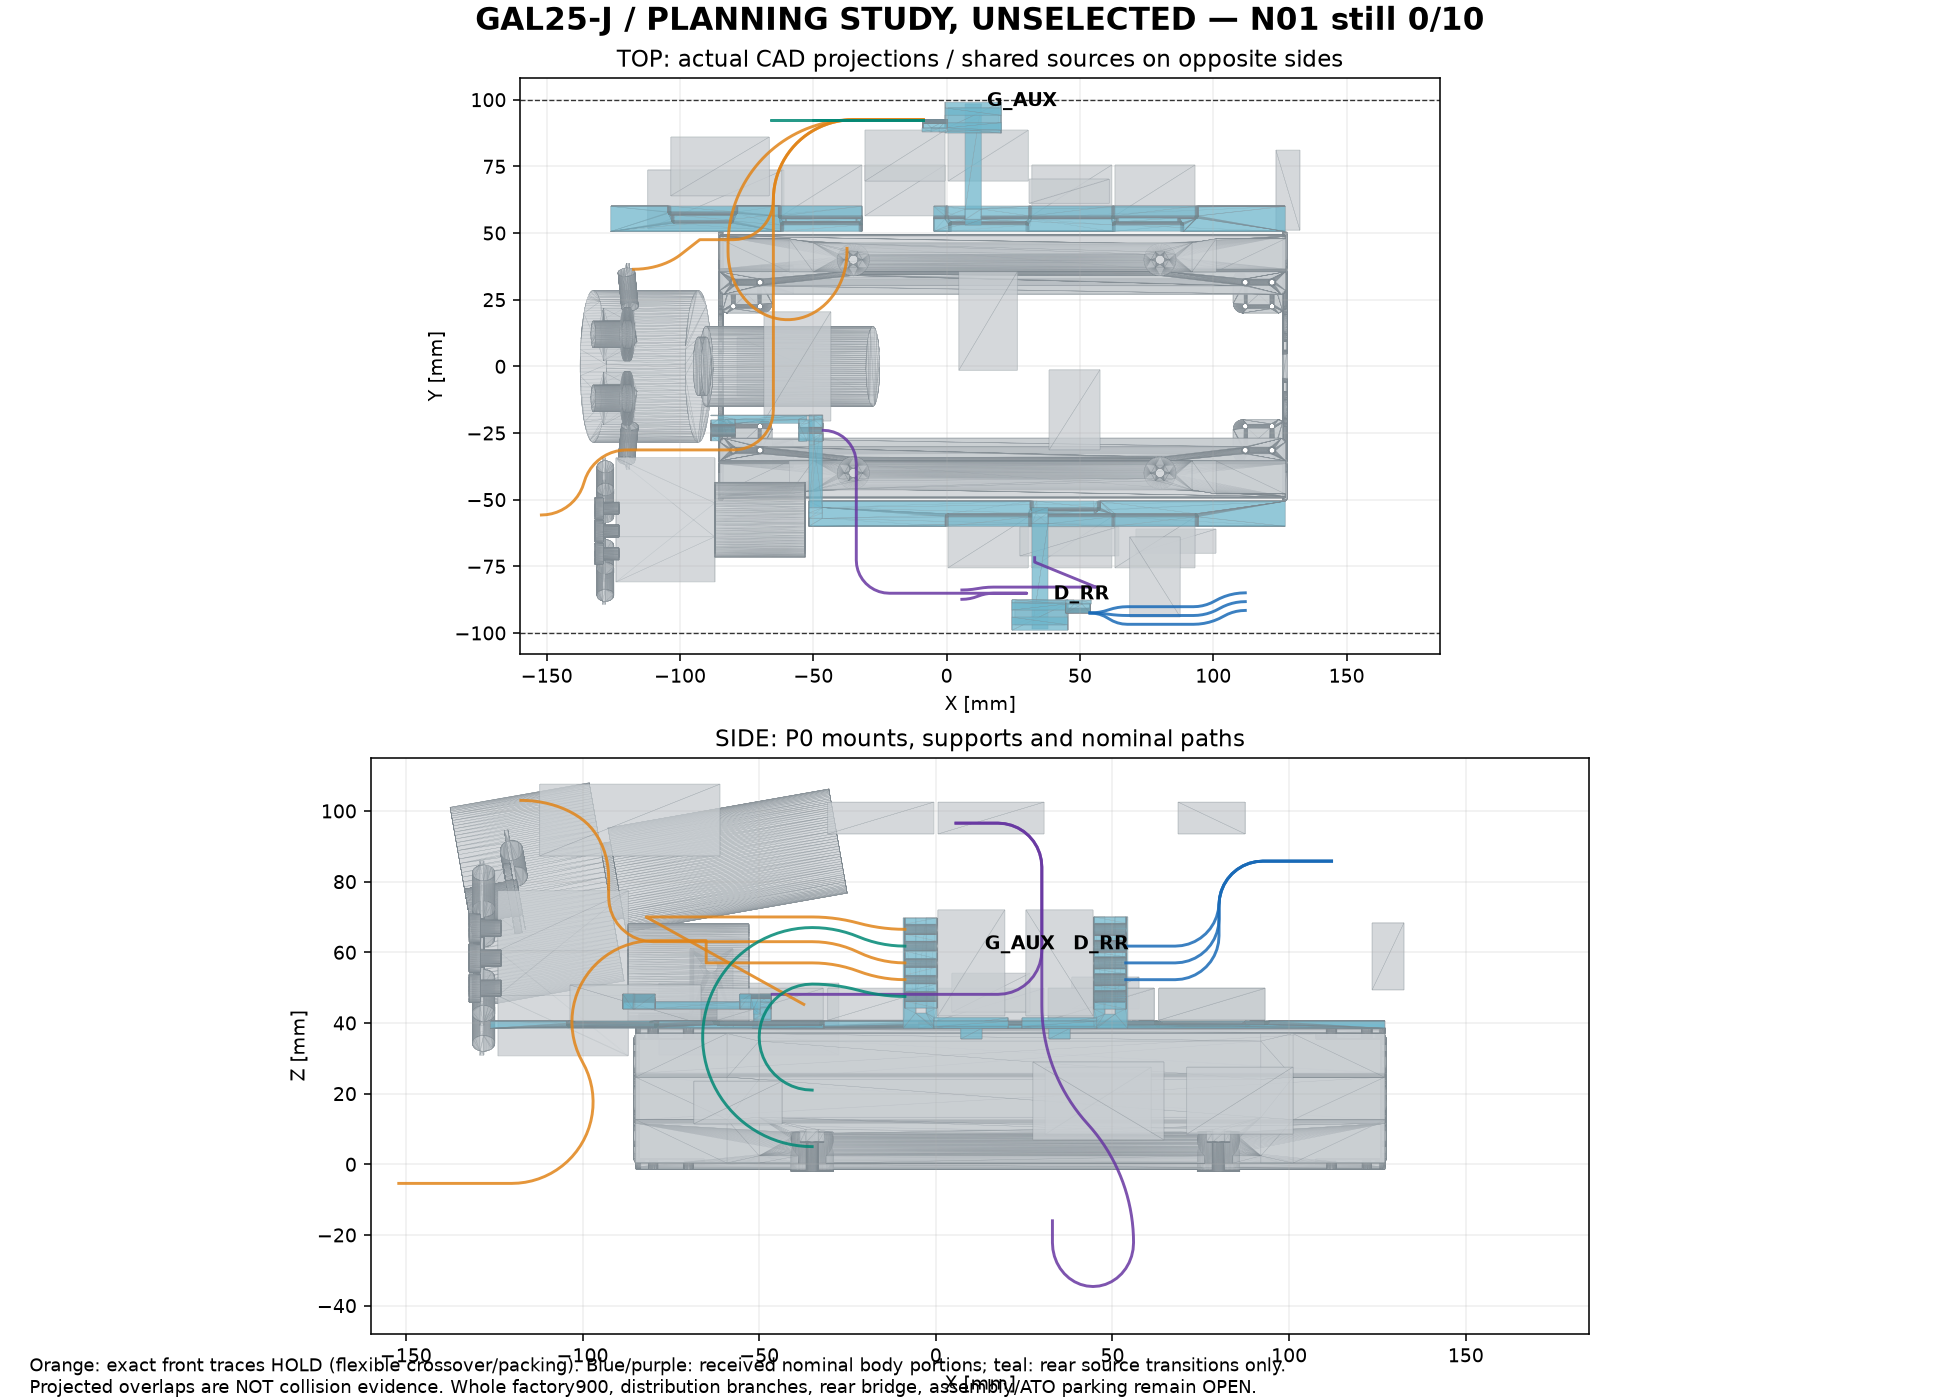 GAL25-J / PLANNING STUDY, UNSELECTED — N01 still 0/10
TOP: actual CAD projections / shared sources on opposite sides
G_AUX
D_RR
100
75
50
25
0
−25
−50
−75
−100
Y [mm]
−150 −100 −50 0 50 100 150
X [mm]
SIDE: P0 mounts, supports and nominal paths
G_AUX D_RR
100
80
60
40
20
0
−20
−40
Z [mm]
−150 −100 −50 0 50 100 150
X [mm]
Orange: exact front traces HOLD (flexible crossover/packing). Blue/purple: received nominal body portions; teal: rear source transitions only.
Projected overlaps are NOT collision evidence. Whole factory900, distribution branches, rear bridge, assembly/ATO parking remain OPEN.